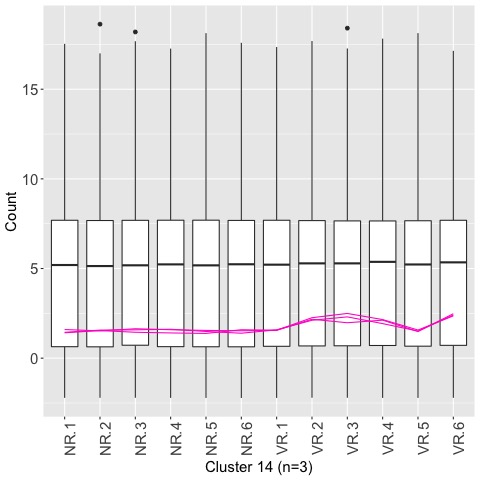 Count
15
10
5
0
NR.1
NR.2
NR.3
NR.4
NR.5
NR.6
VR.1
VR.2
VR.3
VR.4
VR.5
VR.6
Cluster 14 (n=3)